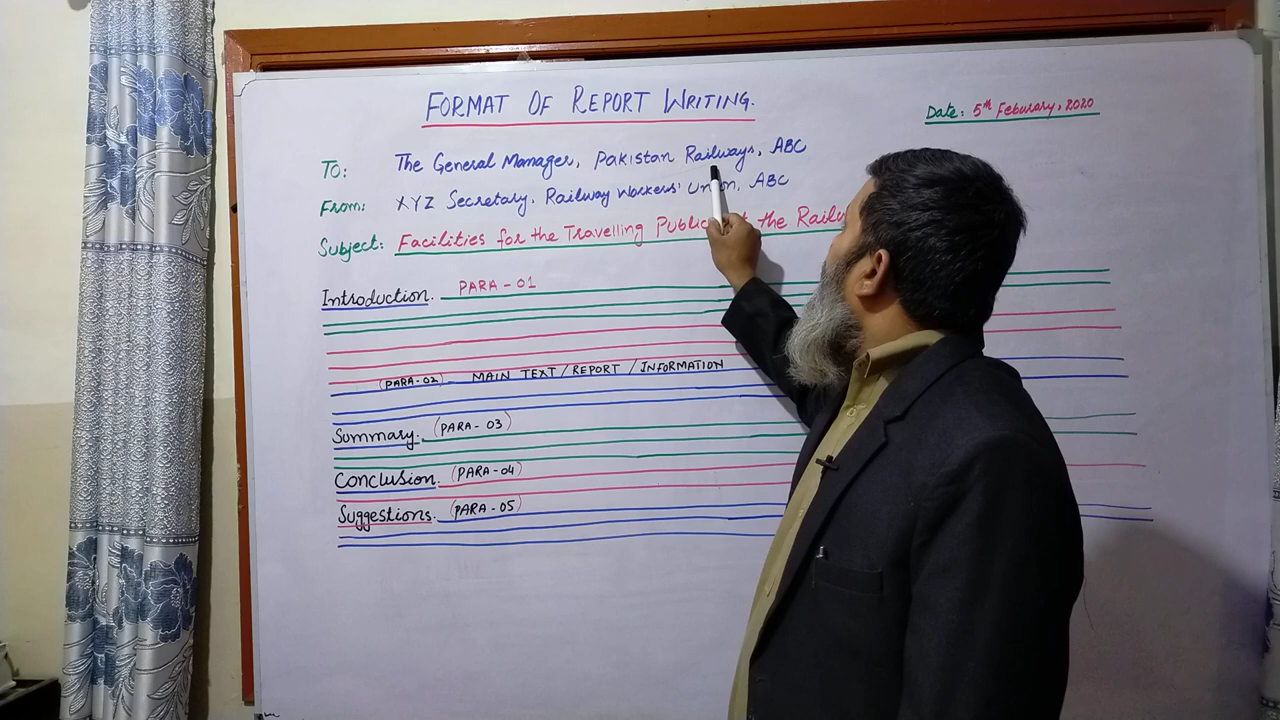 FORMAT OF REPORT WRITING.
Date: 5th Feburary, 2020
To: The General Manager, Pakistan Railways, ABC
From: XYZ Secretary, Railway Workers' Union, ABC
Subject: Facilities for the Travelling Public at the
Introduction. PARA - 01
(PARA - 02) MAIN TEXT / REPORT / INFORMATION
Summary. (PARA - 03)
Conclusion. (PARA - 04)
Suggestions. (PARA - 05)